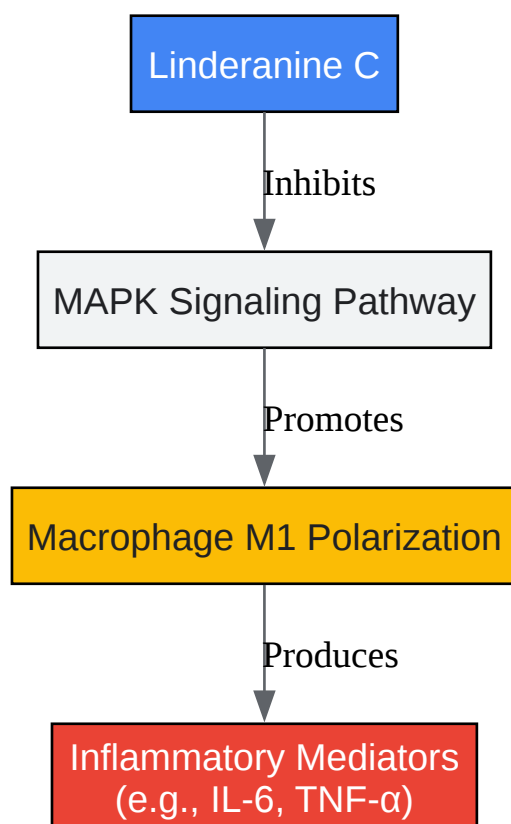 Linderanine C
Inhibits
MAPK Signaling Pathway
Promotes
Macrophage M1 Polarization
Produces
Inflammatory Mediators
(e.g., IL-6, TNF-α)